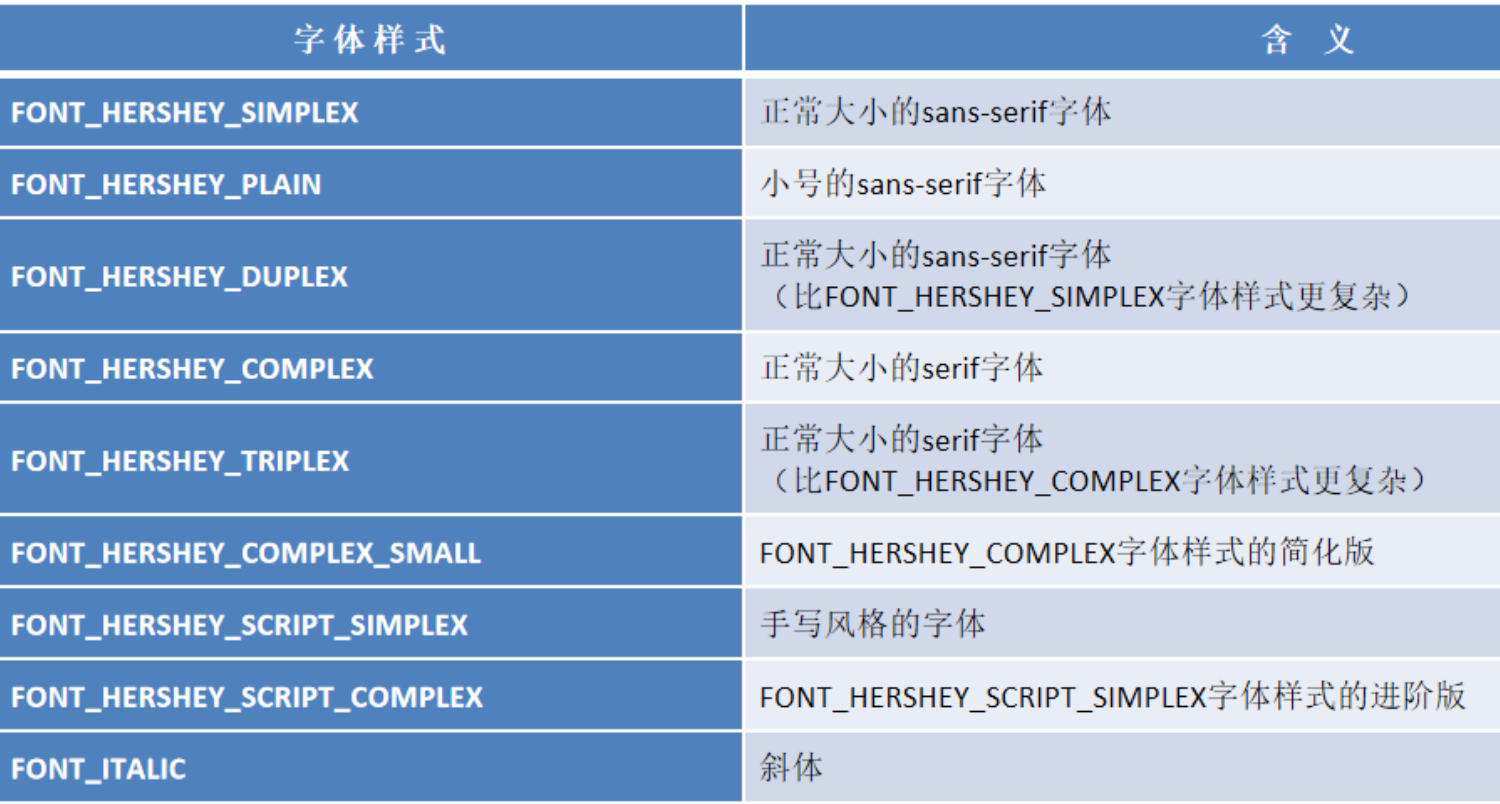 字体样式 含 义
FONT_HERSHEY_SIMPLEX 正常大小的sans-serif字体
FONT_HERSHEY_PLAIN 小号的sans-serif字体
FONT_HERSHEY_DUPLEX 正常大小的sans-serif字体
（比FONT_HERSHEY_SIMPLEX字体样式更复杂）
FONT_HERSHEY_COMPLEX 正常大小的serif字体
FONT_HERSHEY_TRIPLEX 正常大小的serif字体
（比FONT_HERSHEY_COMPLEX字体样式更复杂）
FONT_HERSHEY_COMPLEX_SMALL FONT_HERSHEY_COMPLEX字体样式的简化版
FONT_HERSHEY_SCRIPT_SIMPLEX 手写风格的字体
FONT_HERSHEY_SCRIPT_COMPLEX FONT_HERSHEY_SCRIPT_SIMPLEX字体样式的进阶版
FONT_ITALIC 斜体